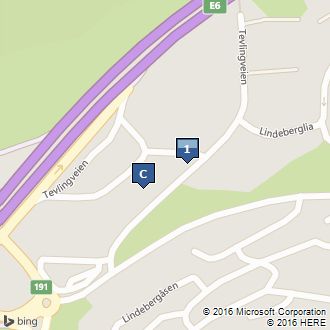 E6
Tevlingveien
Lindeberglia
1
Tevlingveien
C
191
Lindebergåsen
bing
© 2016 Microsoft Corporation
© 2016 HERE